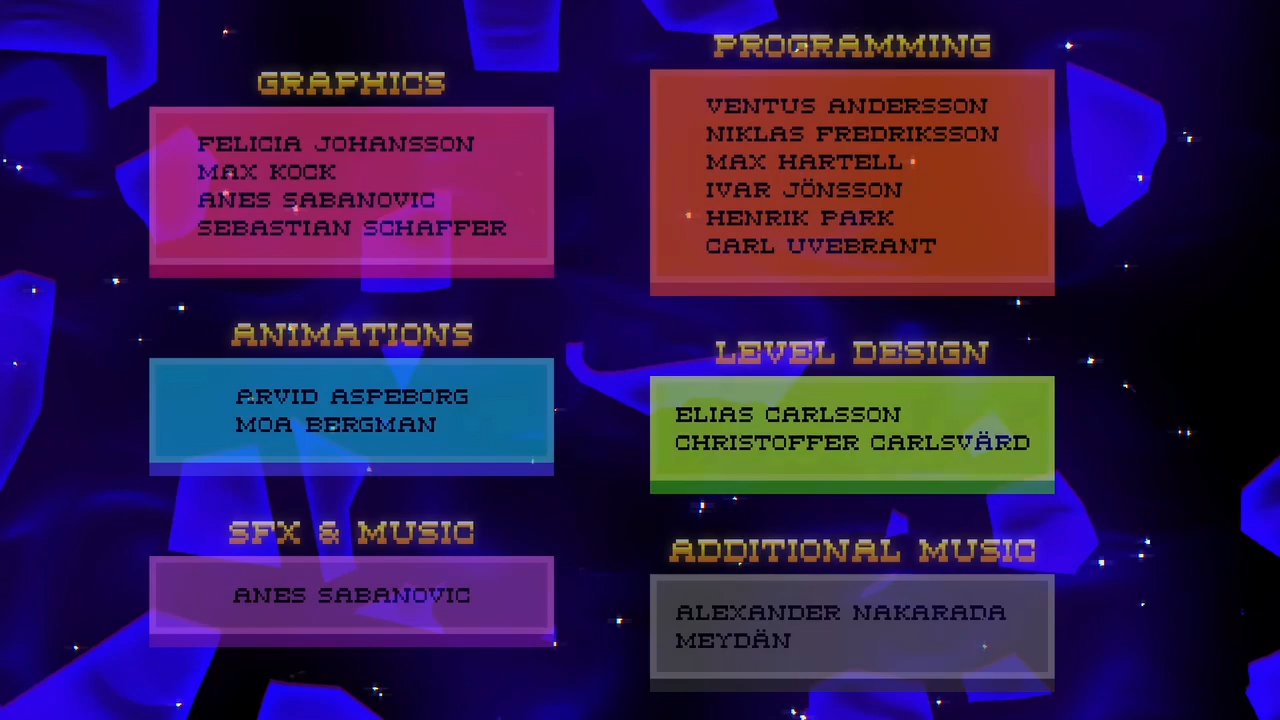 GRAPHICS
FELICIA JOHANSSON
MAX KOCK
ANES SABANOVIC
SEBASTIAN SCHAFFER
ANIMATIONS
ARVID ASPEBORG
MOA BERGMAN
SFX & MUSIC
ANES SABANOVIC
PROGRAMMING
VENTUS ANDERSSON
NIKLAS FREDRIKSSON
MAX HARTELL
IVAR JÖNSSON
HENRIK PARK
CARL UVEBRANT
LEVEL DESIGN
ELIAS CARLSSON
CHRISTOFFER CARLSVÄRD
ADDITIONAL MUSIC
ALEXANDER NAKARADA
MEYDÄN